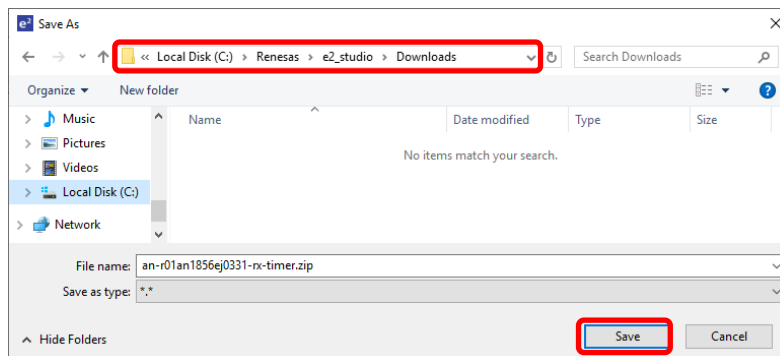 e² Save As
« Local Disk (C:) › Renesas › e2_studio › Downloads
Search Downloads
Organize
New folder
Music
Pictures
Videos
Local Disk (C:)
Network
Name
Date modified
Type
Size
No items match your search.
File name: an-r01an1856ej0331-rx-timer.zip
Save as type: *.*
Hide Folders
Save
Cancel